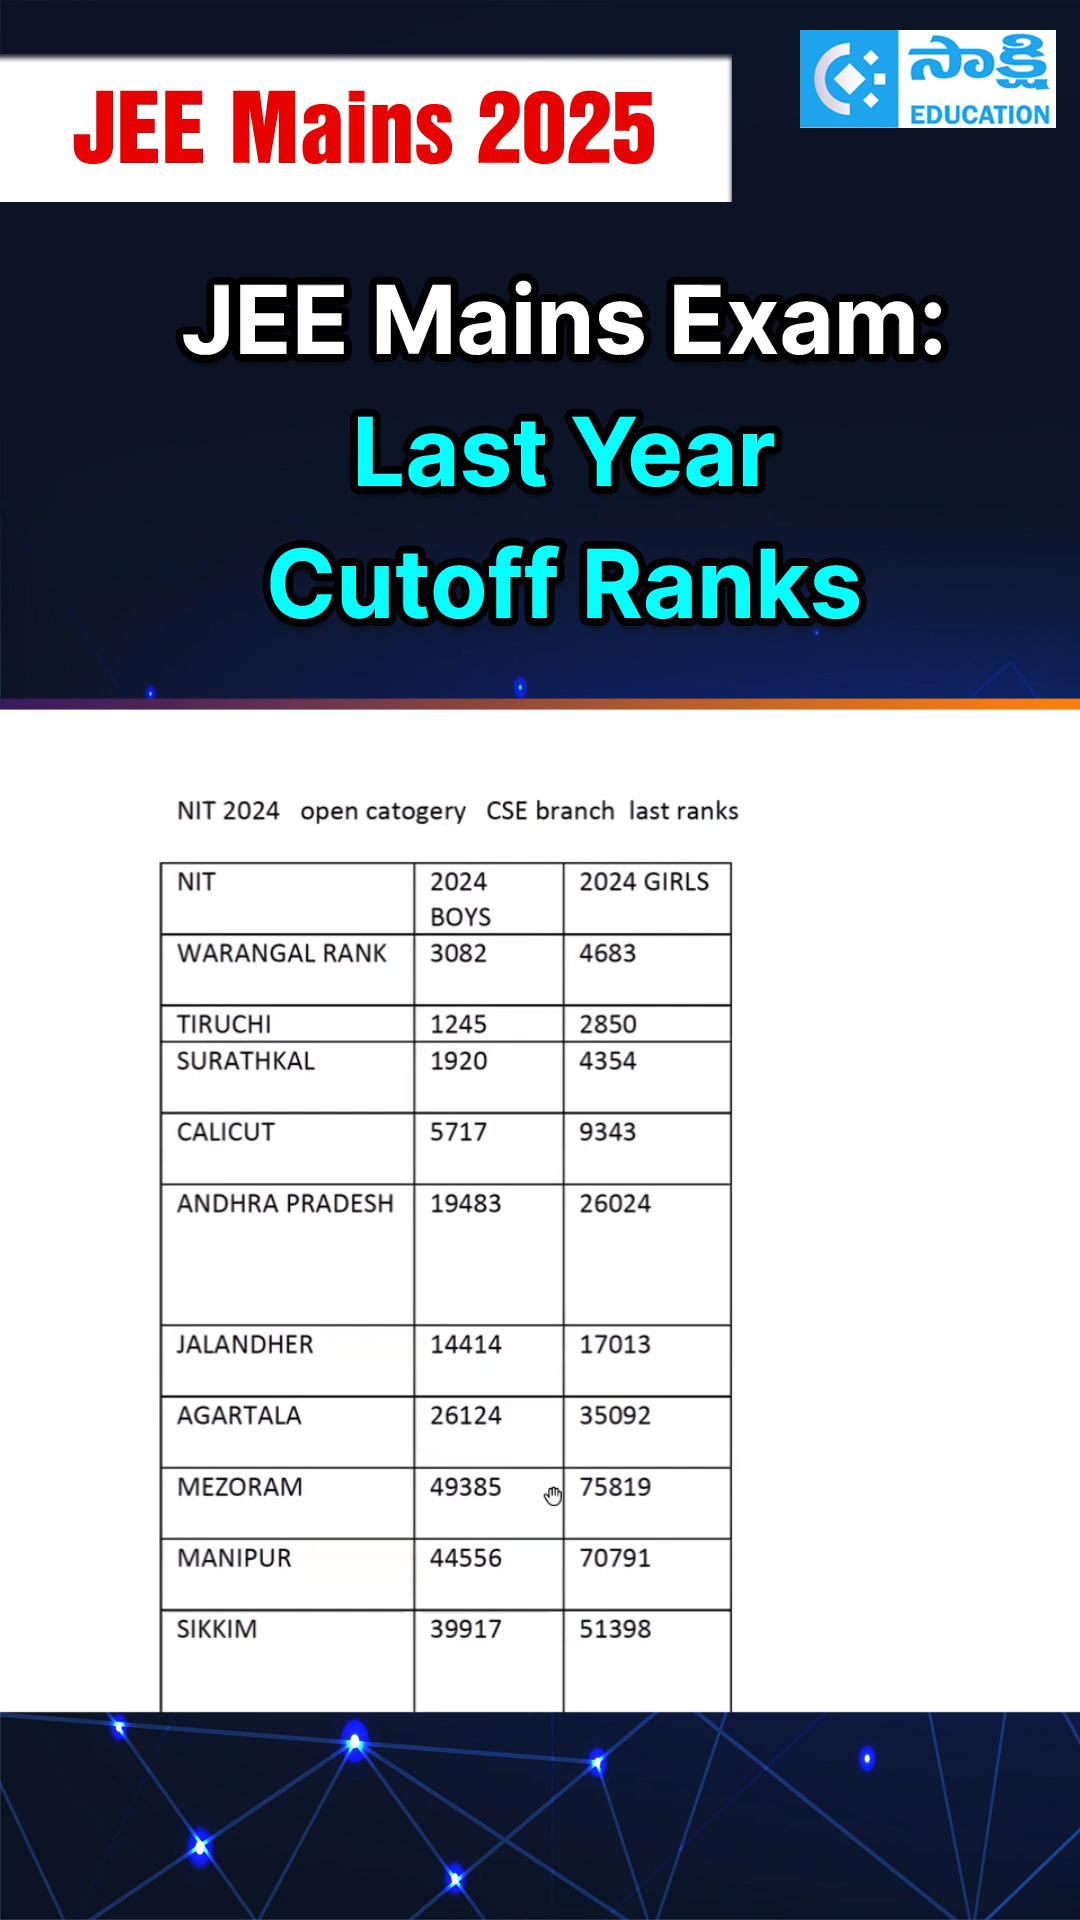 JEE Mains 2025
సాక్షి
EDUCATION
JEE Mains Exam:
Last Year
Cutoff Ranks
NIT 2024 open catogery CSE branch last ranks
NIT 2024 BOYS 2024 GIRLS
WARANGAL RANK 3082 4683
TIRUCHI 1245 2850
SURATHKAL 1920 4354
CALICUT 5717 9343
ANDHRA PRADESH 19483 26024
JALANDHER 14414 17013
AGARTALA 26124 35092
MEZORAM 49385 75819
MANIPUR 44556 70791
SIKKIM 39917 51398